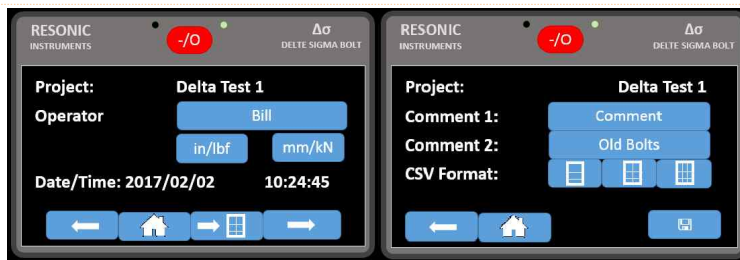 RESONIC
INSTRUMENTS
-/O
Δσ
DELTE SIGMA BOLT
Project: Delta Test 1
Operator Bill
in/lbf mm/kN
Date/Time: 2017/02/02 10:24:45
RESONIC
INSTRUMENTS
-/O
Δσ
DELTE SIGMA BOLT
Project: Delta Test 1
Comment 1: Comment
Comment 2: Old Bolts
CSV Format: